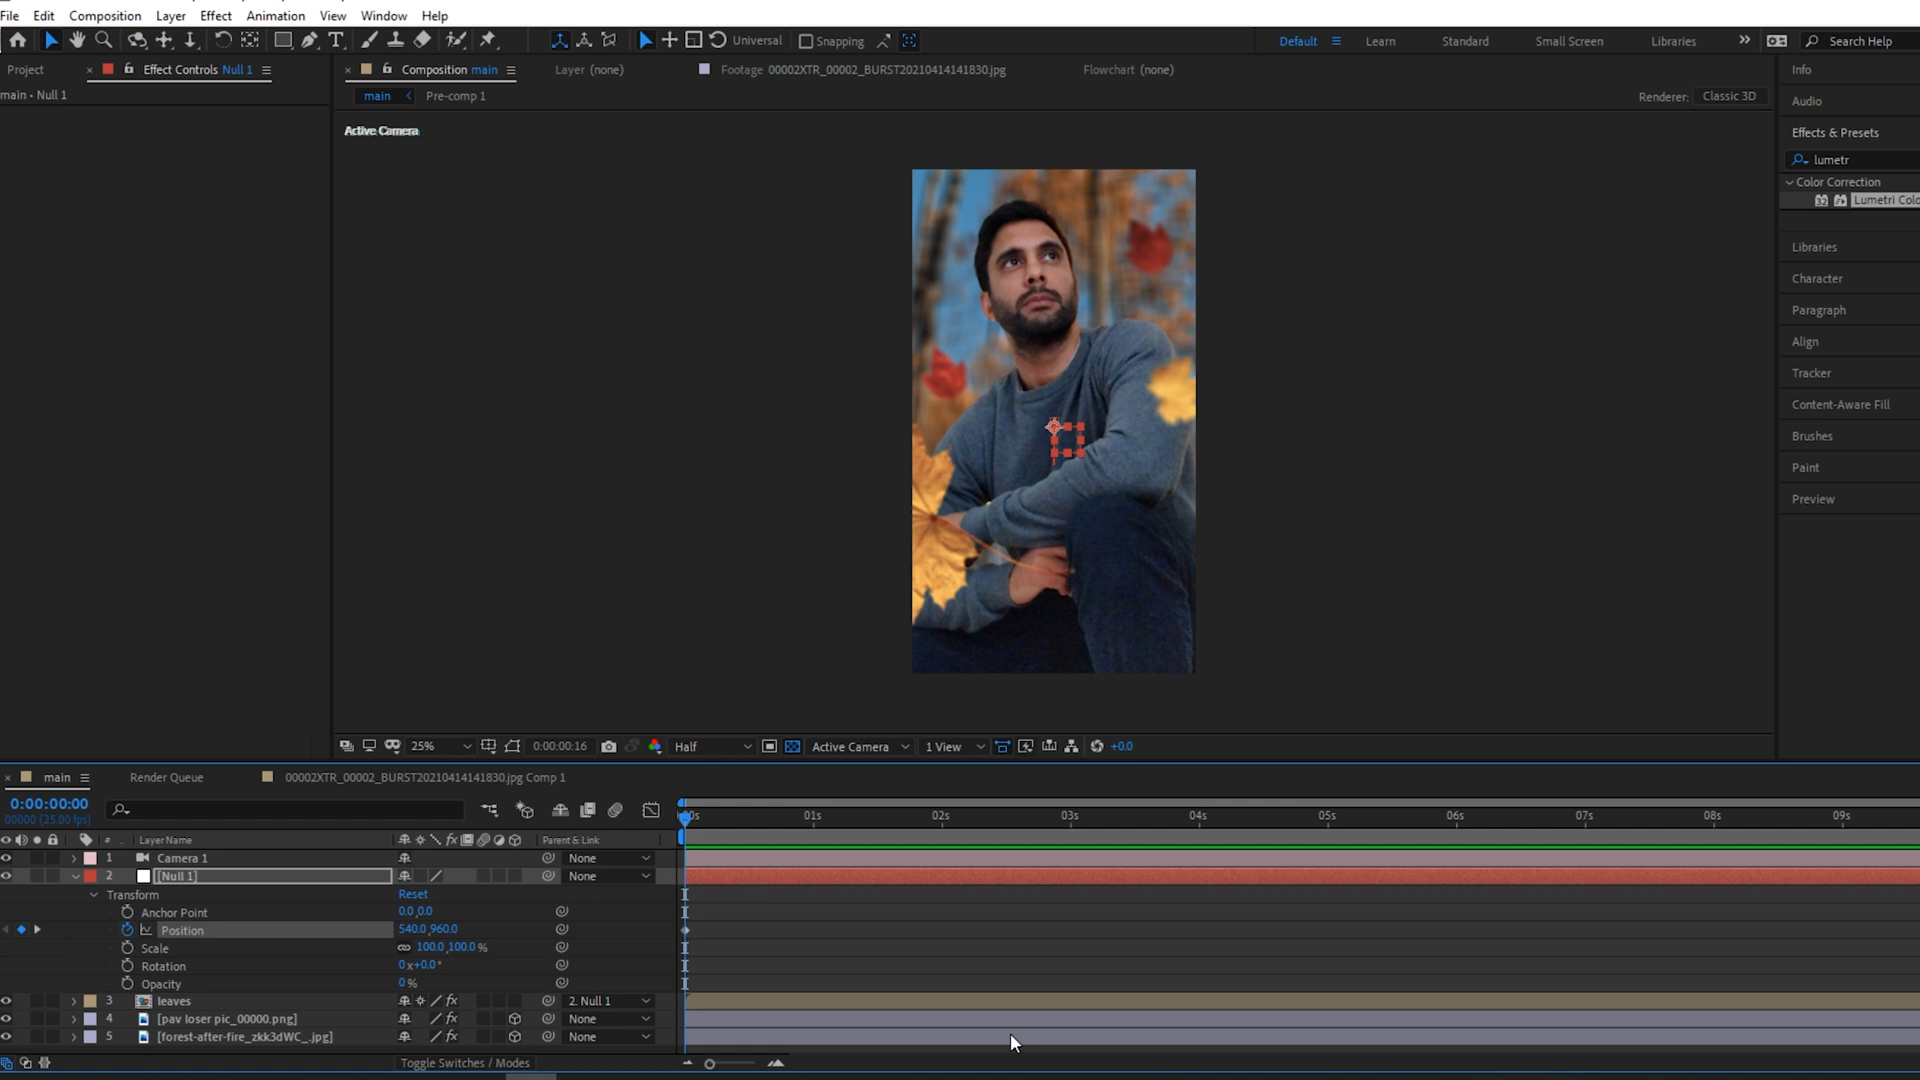 File Edit Composition Layer Effect Animation View Window Help
Universal Snapping Default Learn Standard Small Screen Libraries Search Help
Project Effect Controls Null 1 Composition main Layer (none) Footage 00002XTR_00002_BURST20210414141830.jpg Flowchart (none) Info
main • Null 1 main Pre-comp 1 Renderer: Classic 3D
Audio
Active Camera
Effects & Presets
lumetr
Color Correction
32 Lumetri Colo
Libraries
Character
Paragraph
Align
Tracker
Content-Aware Fill
Brushes
Paint
Preview
25% 0:00:00:16 Half Active Camera 1 View +0.0
main Render Queue 00002XTR_00002_BURST20210414141830.jpg Comp 1
0:00:00:00
00000 (25.00 fps)
00s 01s 02s 03s 04s 05s 06s 07s 08s 09s
# Layer Name Parent & Link
1 Camera 1 None
2 [Null 1] None
Transform Reset
Anchor Point 0.0,0.0
Position 540.0,960.0
Scale 100.0,100.0 %
Rotation 0x+0.0°
Opacity 0 %
3 leaves fx 2. Null 1
4 [pav loser pic_00000.png] fx None
5 [forest-after-fire_zkk3dWC_.jpg] fx None
Toggle Switches / Modes